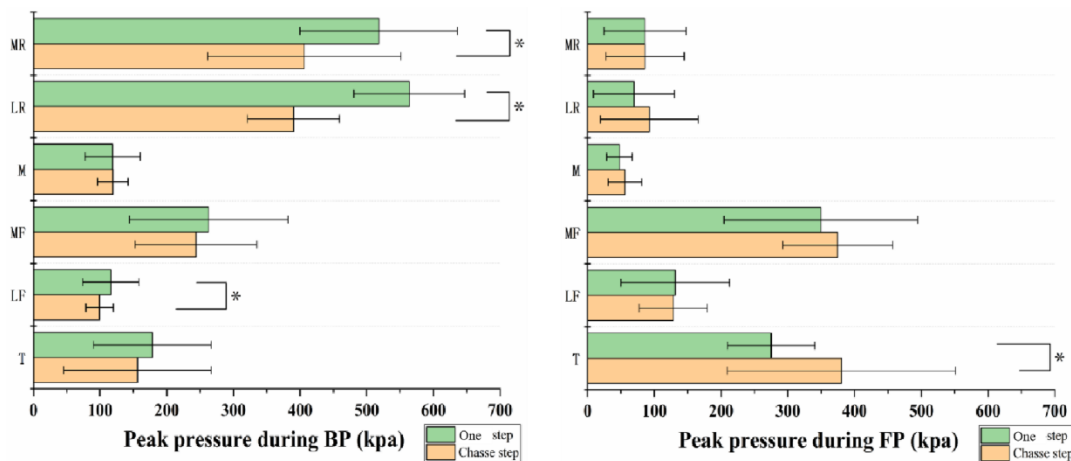 MR
*
LR
*
M
MF
LF
*
T
0 100 200 300 400 500 600 700
Peak pressure during BP (kpa)
One step
Chasse step
MR
LR
M
MF
LF
T
*
0 100 200 300 400 500 600 700
Peak pressure during FP (kpa)
One step
Chasse step